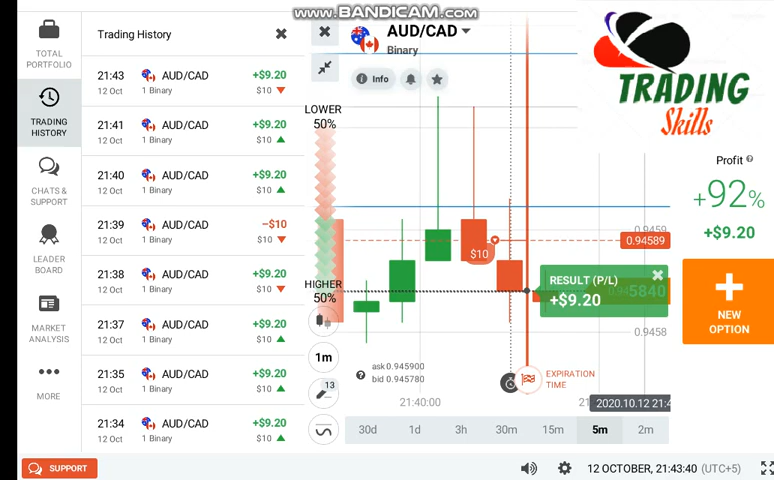 www.BANDICAM.com
TOTAL
PORTFOLIO
TRADING
HISTORY
CHATS &
SUPPORT
LEADER
BOARD
MARKET
ANALYSIS
MORE
SUPPORT
Trading History
21:43 AUD/CAD +$9.20
12 Oct 1 Binary $10
21:41 AUD/CAD +$9.20
12 Oct 1 Binary $10
21:40 AUD/CAD +$9.20
12 Oct 1 Binary $10
21:39 AUD/CAD −$10
12 Oct 1 Binary $10
21:38 AUD/CAD +$9.20
12 Oct 1 Binary $10
21:37 AUD/CAD +$9.20
12 Oct 1 Binary $10
21:35 AUD/CAD +$9.20
12 Oct 1 Binary $10
21:34 AUD/CAD +$9.20
12 Oct 1 Binary $10
AUD/CAD
Binary
Info
LOWER
50%
HIGHER
50%
1m
13
$10
0.9459
0.94589
RESULT (P/L)
+$9.20
5840
0.9458
ask 0.945900
bid 0.945780
EXPIRATION
TIME
21:40:00
2020.10.12 21:4
30d 1d 3h 30m 15m 5m 2m
TRADING
Skills
Profit
+92%
+$9.20
NEW
OPTION
12 OCTOBER, 21:43:40 (UTC+5)